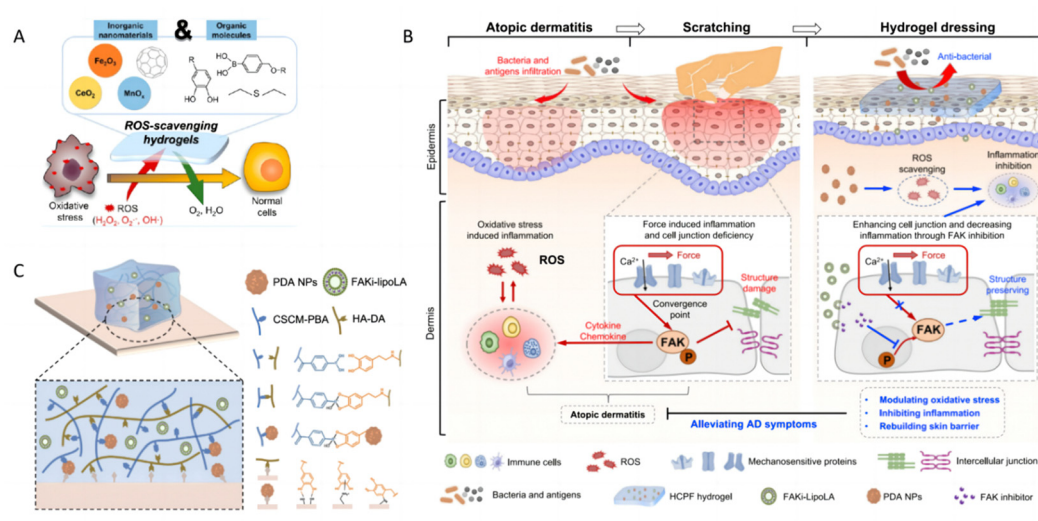 A
Inorganic
nanomaterials
&
Organic
molecules
Fe₂O₃
CeO₂
MnOₓ
R
HO
OH
HO
B
OH
O-R
S
ROS-scavenging
hydrogels
Oxidative
stress
ROS
(H₂O₂, O₂·⁻, OH·)
O₂, H₂O
Normal
cells
B
Atopic dermatitis
Scratching
Hydrogel dressing
Bacteria and
antigens infiltration
Anti-bacterial
Epidermis
Dermis
ROS
scavenging
Inflammation
inhibition
Oxidative stress
induced inflammation
ROS
Force induced inflammation
and cell junction deficiency
Ca²⁺
Force
Convergence
point
Structure
damage
FAK
P
Cytokine
Chemokine
Enhancing cell junction and decreasing
inflammation through FAK inhibition
Ca²⁺
Force
Structure
preserving
FAK
P
Atopic dermatitis
Alleviating AD symptoms
• Modulating oxidative stress
• Inhibiting inflammation
• Rebuilding skin barrier
Immune cells
ROS
Mechanosensitive proteins
Intercellular junction
Bacteria and antigens
HCPF hydrogel
FAKi-LipoLA
PDA NPs
FAK inhibitor
C
PDA NPs
FAKi-lipoLA
CSCM-PBA
HA-DA